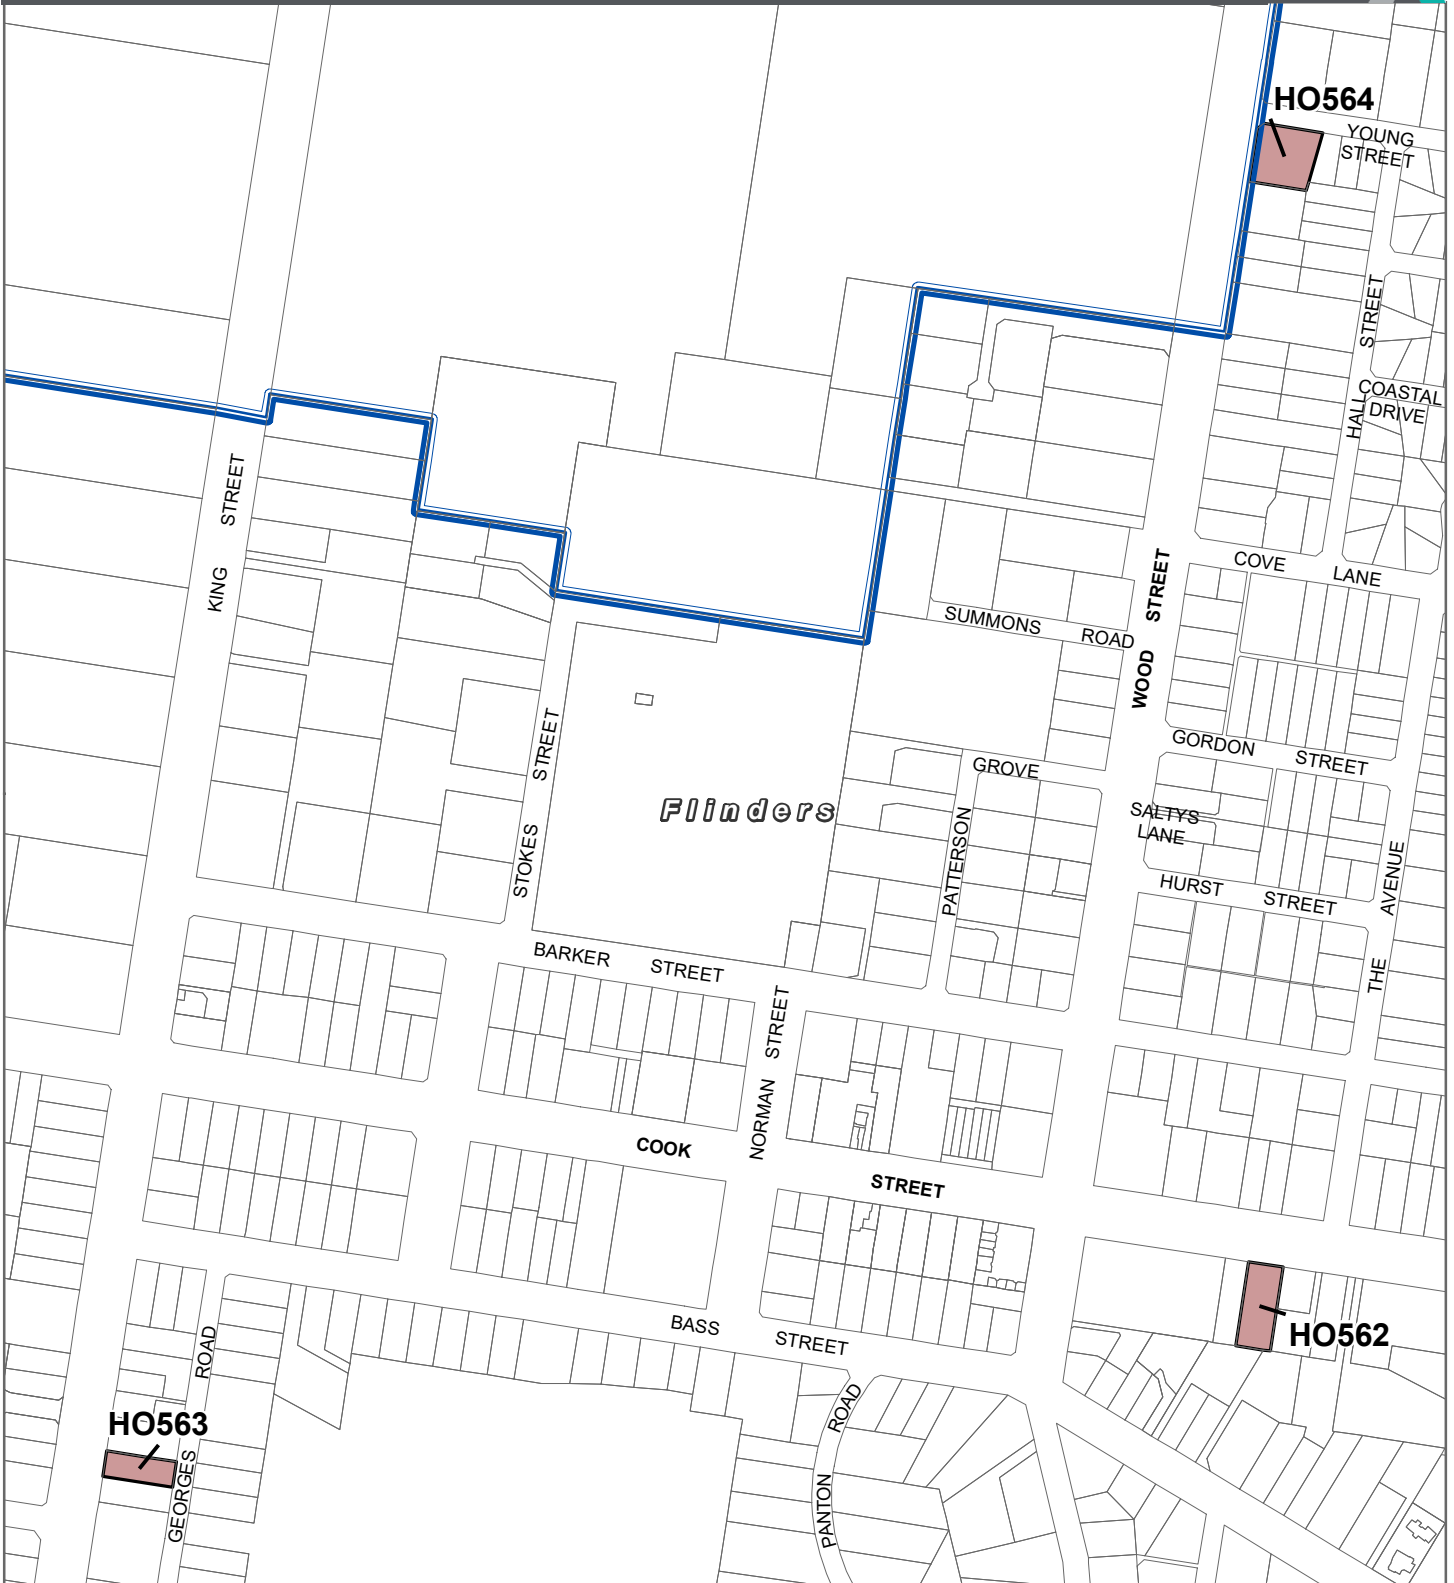 HO564
YOUNG
STREET
STREET
HALL
COASTAL
DRIVE
KING STREET
COVE LANE
WOOD STREET
SUMMONS ROAD
GORDON STREET
STOKES STREET
GROVE
Flinders
PATTERSON
SALTYS
LANE
HURST STREET
THE AVENUE
BARKER STREET
NORMAN STREET
COOK STREET
BASS STREET
HO562
ROAD
GEORGES
HO563
PANTON ROAD